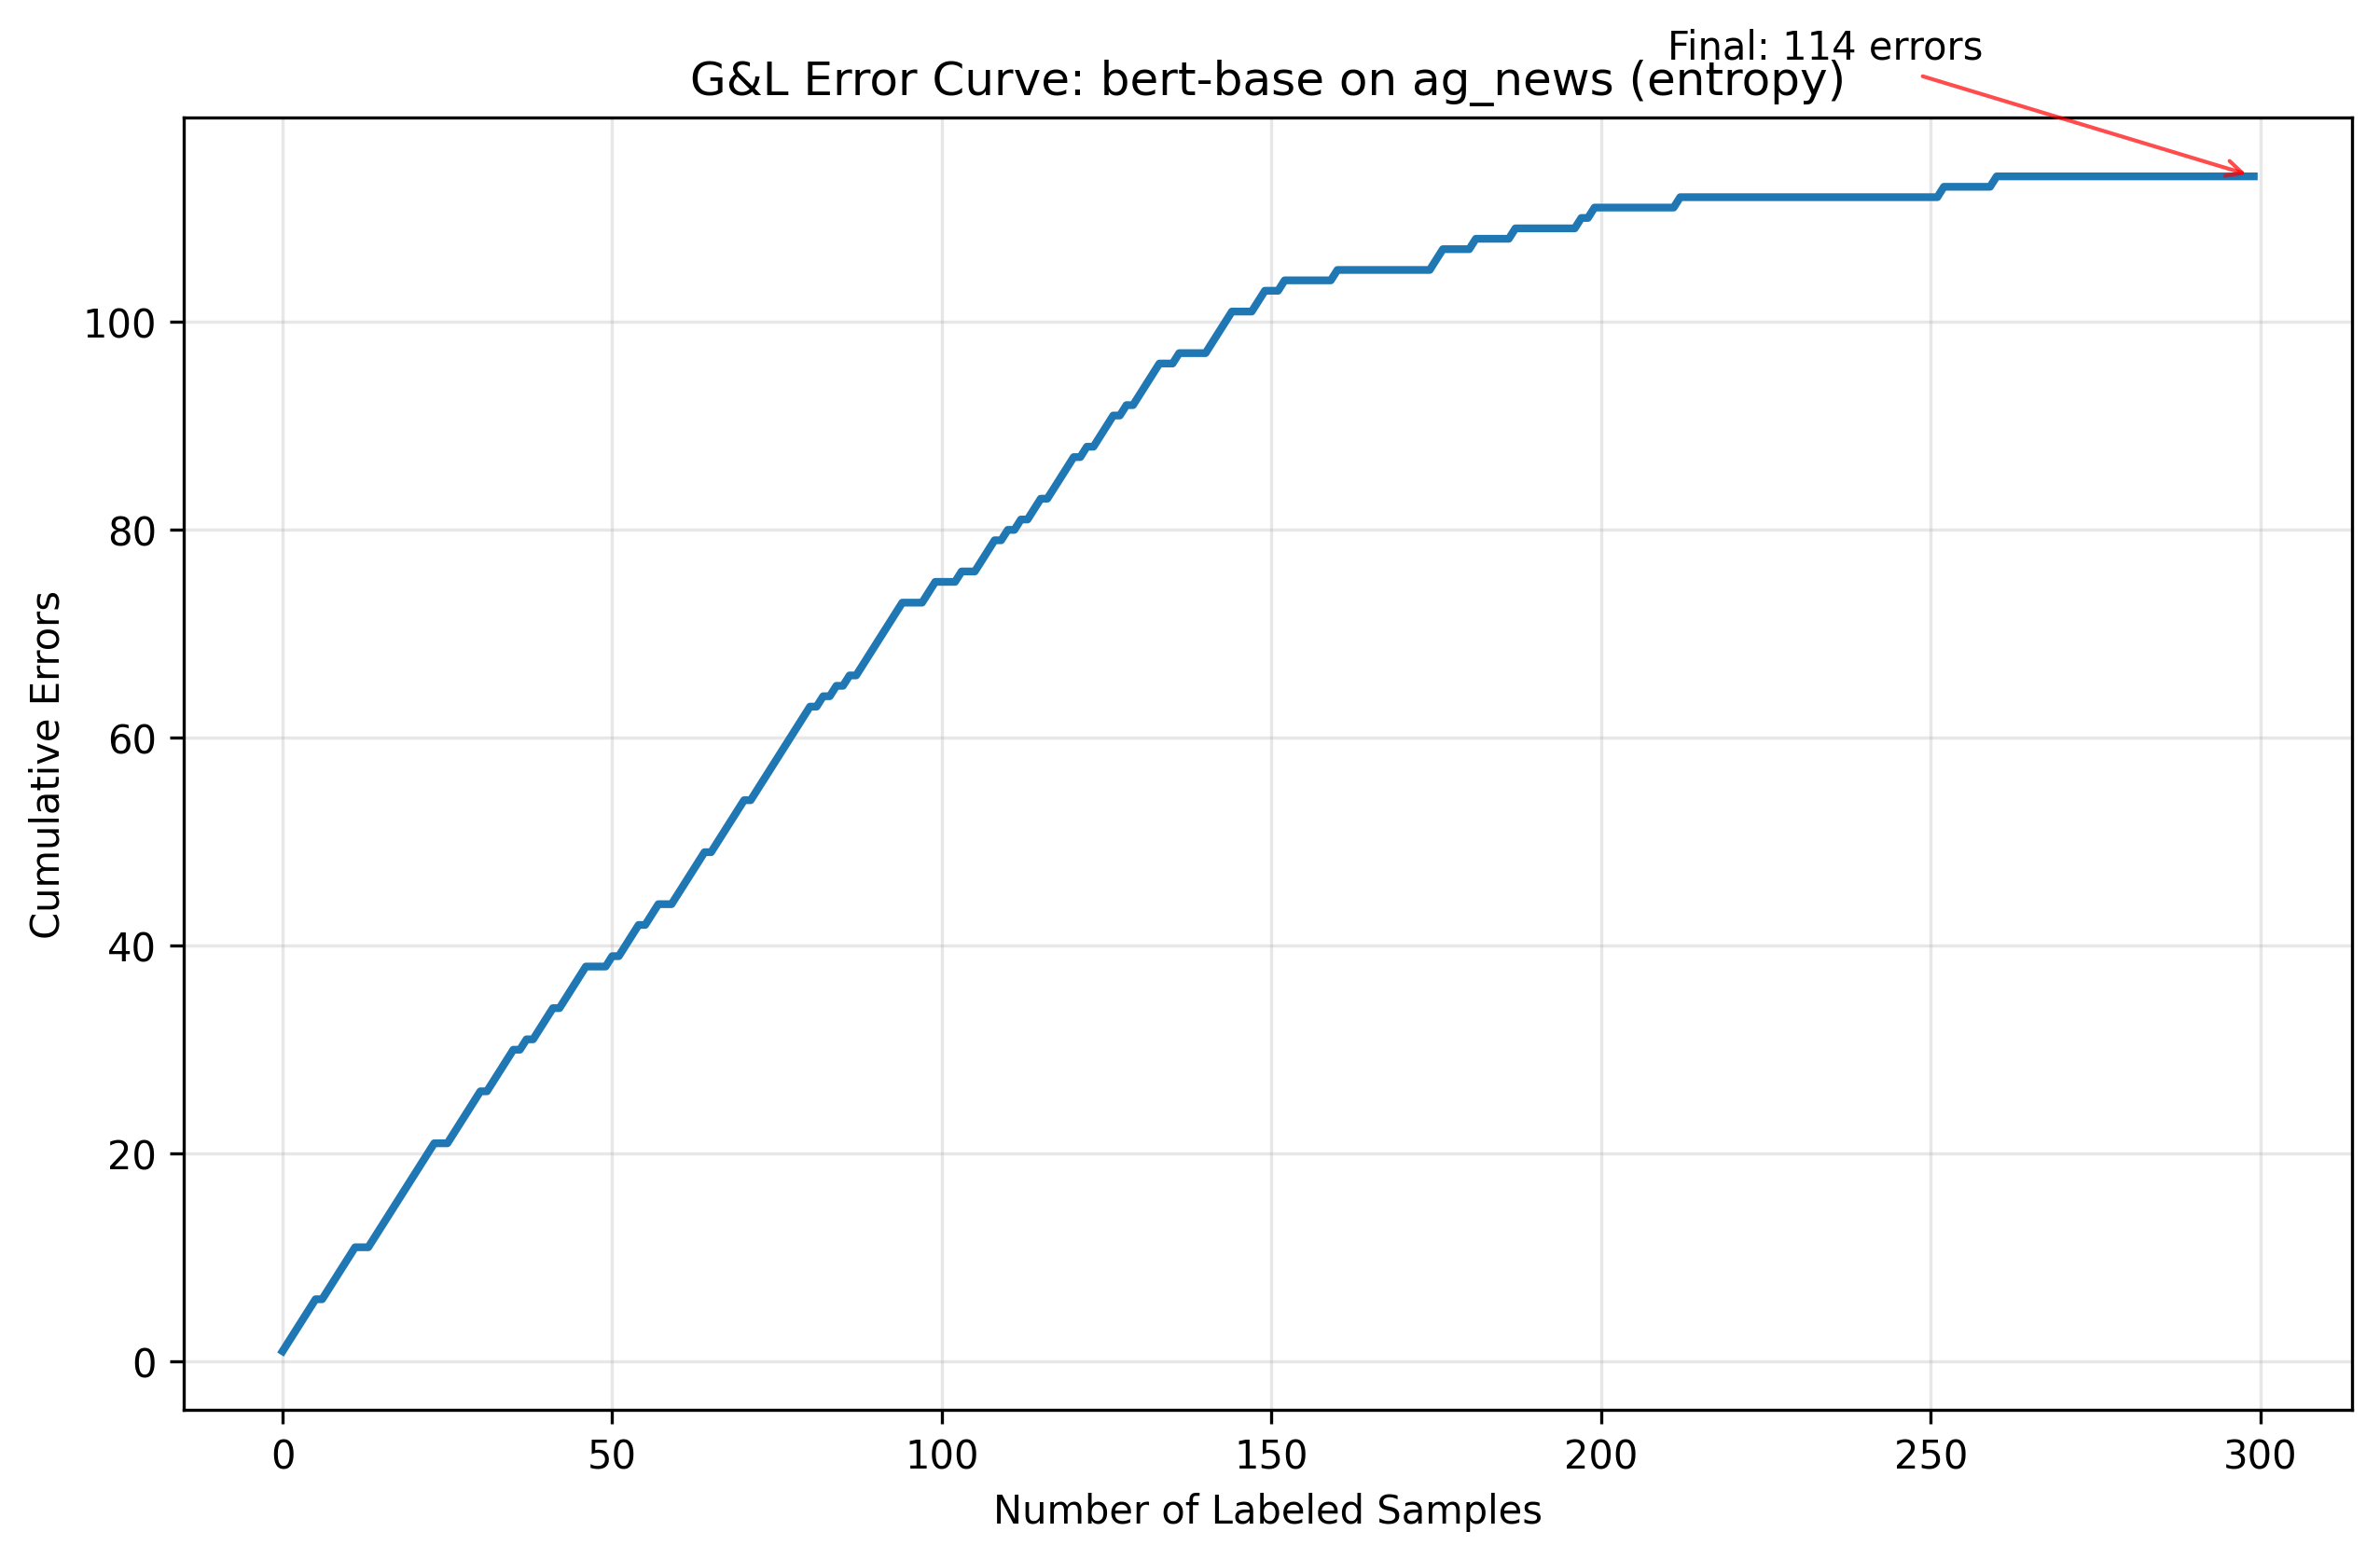 Final: 114 errors
G&L Error Curve: bert-base on ag_news (entropy)
Cumulative Errors
100
80
60
40
20
0
0 50 100 150 200 250 300
Number of Labeled Samples